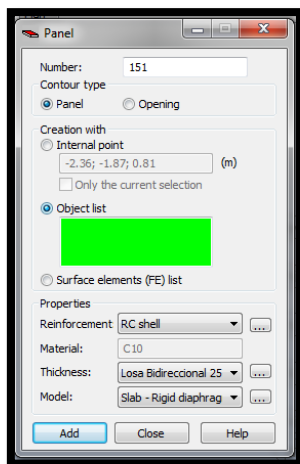 Panel
Number: 151
Contour type
Panel Opening
Creation with
Internal point
-2.36; -1.87; 0.81 (m)
Only the current selection
Object list
Surface elements (FE) list
Properties
Reinforcement RC shell ...
Material: C10
Thickness: Losa Bidireccional 25 ...
Model: Slab - Rigid diaphrag ...
Add Close Help